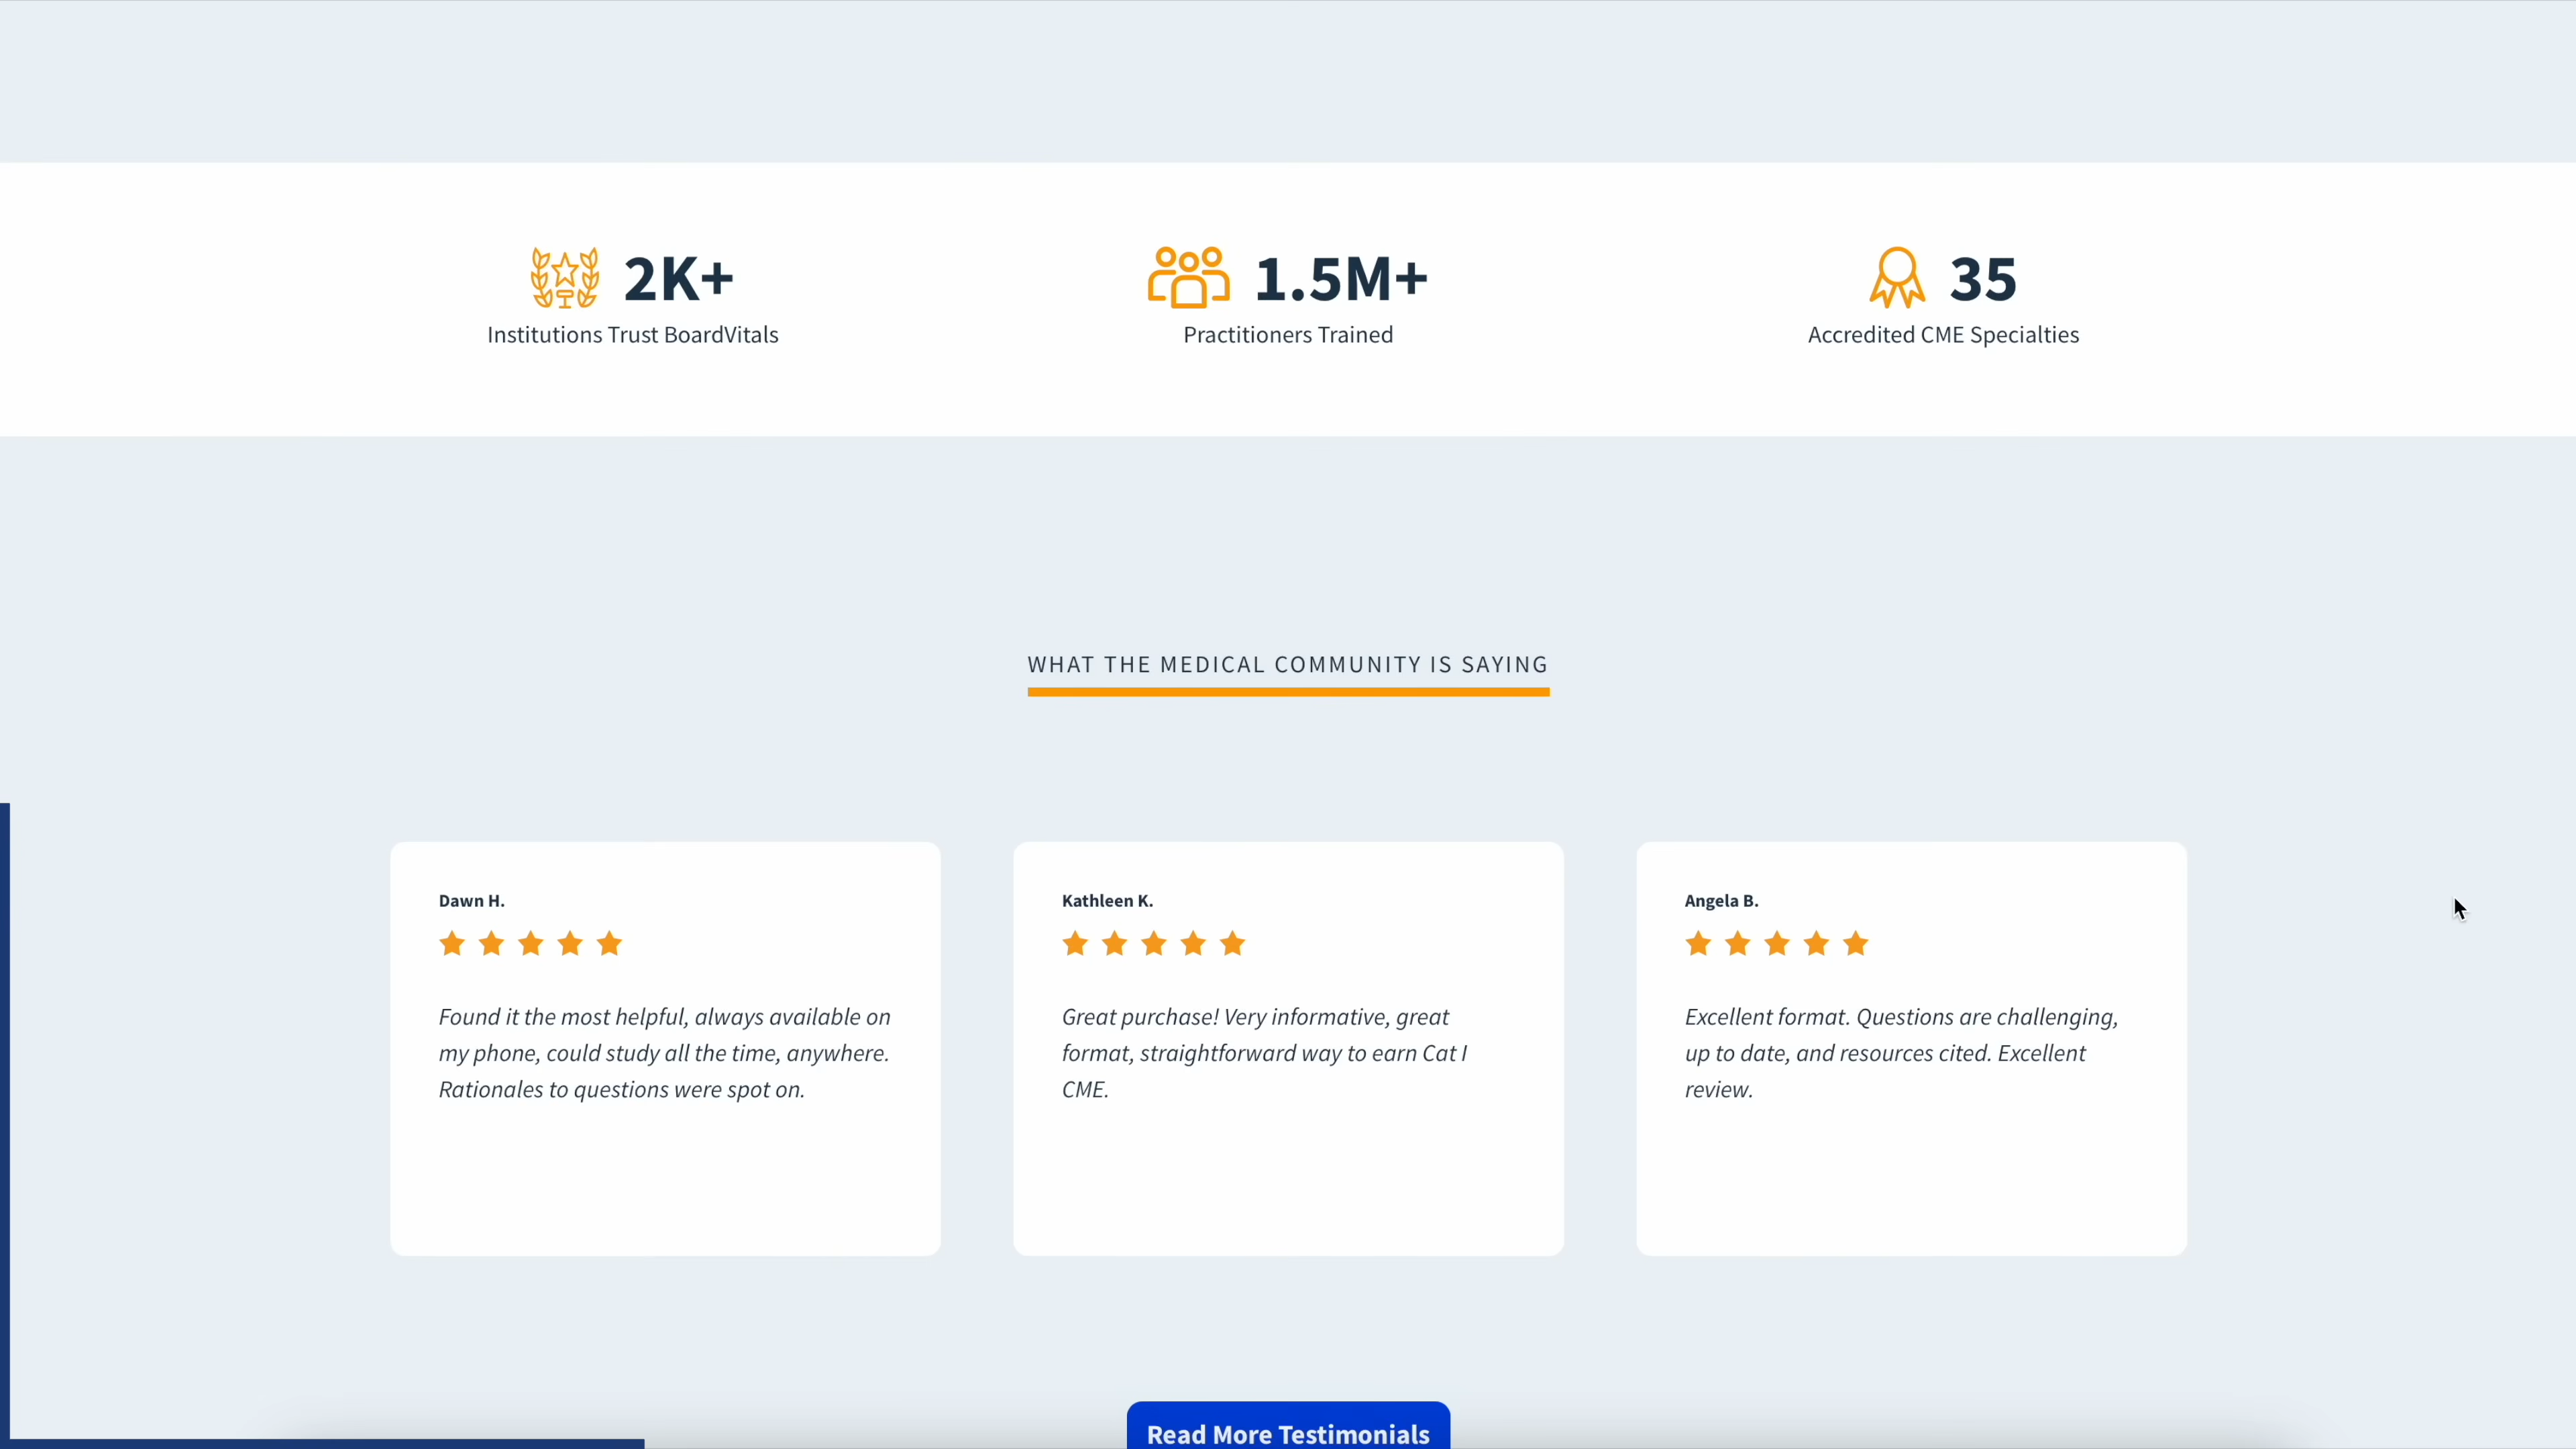 2K+
Institutions Trust BoardVitals
1.5M+
Practitioners Trained
35
Accredited CME Specialties
WHAT THE MEDICAL COMMUNITY IS SAYING
Dawn H.
Found it the most helpful, always available on
my phone, could study all the time, anywhere.
Rationales to questions were spot on.
Kathleen K.
Great purchase! Very informative, great
format, straightforward way to earn Cat I
CME.
Angela B.
Excellent format. Questions are challenging,
up to date, and resources cited. Excellent
review.
Read More Testimonials